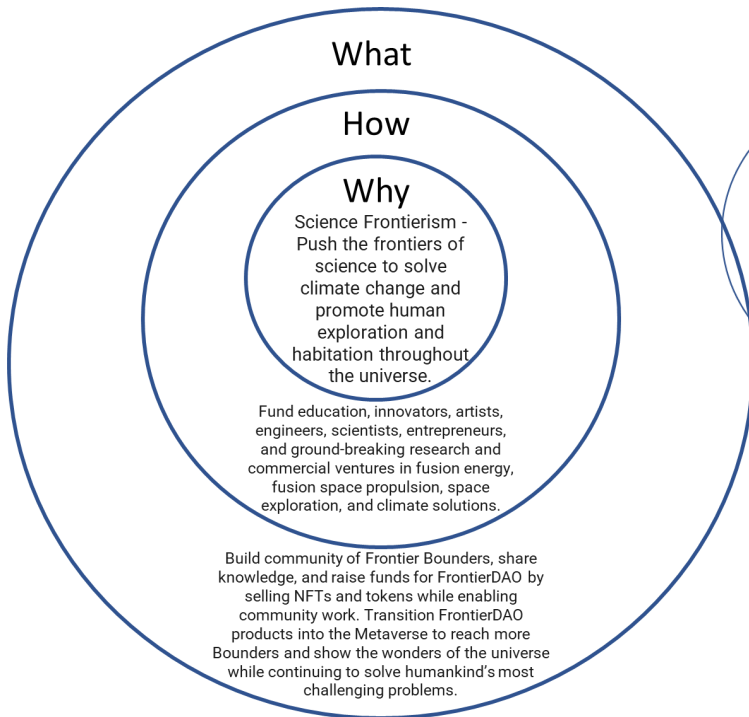 What
How
Why
Science Frontierism -
Push the frontiers of
science to solve
climate change and
promote human
exploration and
habitation throughout
the universe.
Fund education, innovators, artists,
engineers, scientists, entrepreneurs,
and ground-breaking research and
commercial ventures in fusion energy,
fusion space propulsion, space
exploration, and climate solutions.
Build community of Frontier Bounders, share
knowledge, and raise funds for FrontierDAO by
selling NFTs and tokens while enabling
community work. Transition FrontierDAO
products into the Metaverse to reach more
Bounders and show the wonders of the universe
while continuing to solve humankind's most
challenging problems.